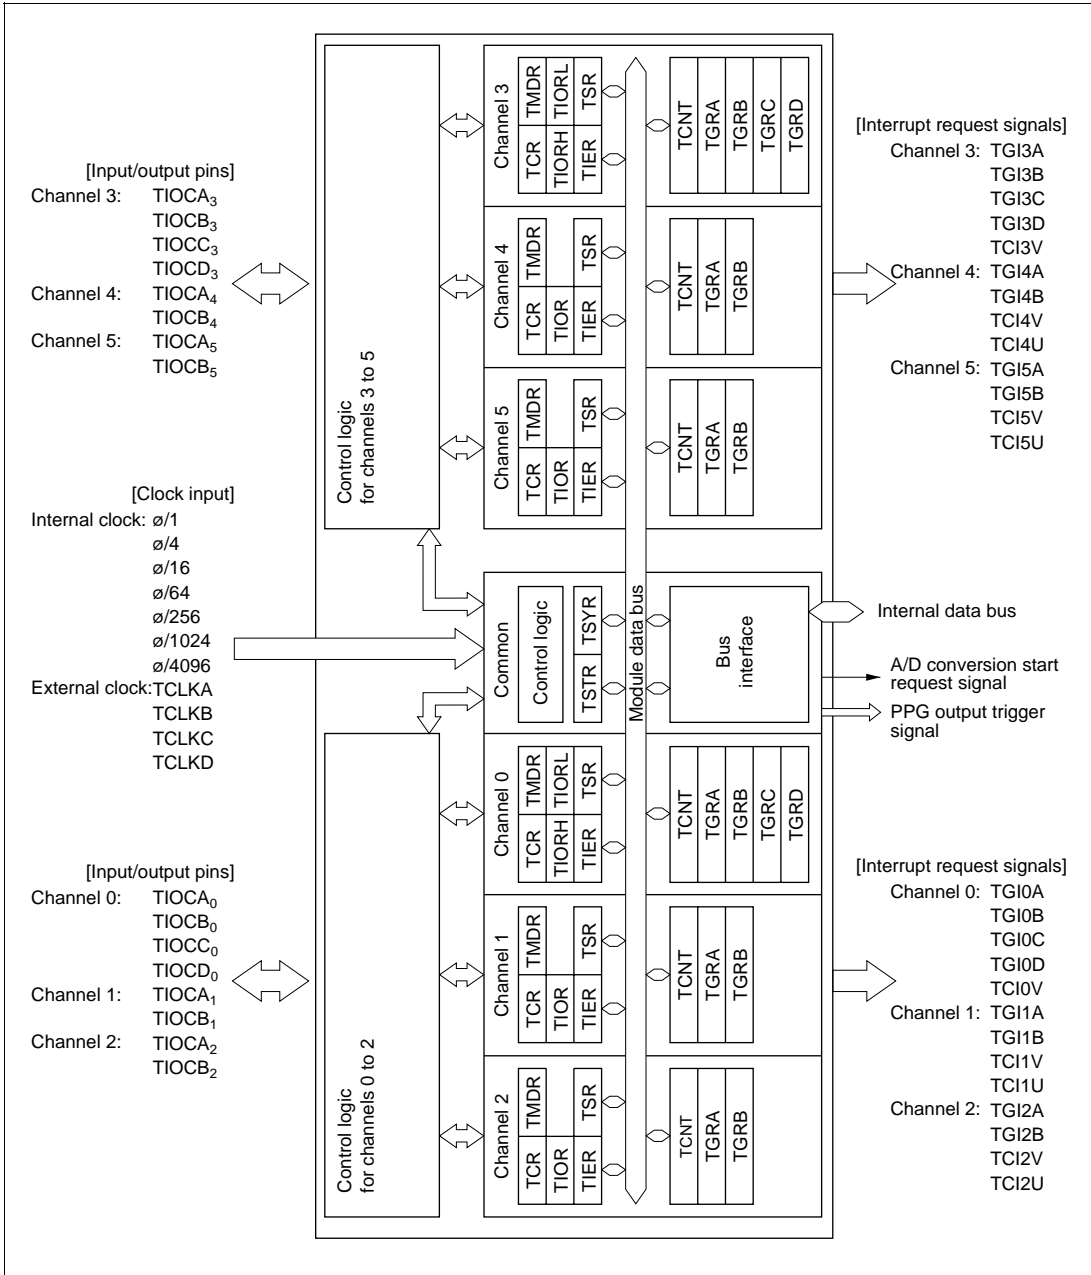 [Input/output pins]
Channel 3: TIOCA3
TIOCB3
TIOCC3
TIOCD3
Channel 4: TIOCA4
TIOCB4
Channel 5: TIOCA5
TIOCB5
[Clock input]
Internal clock: ø/1
ø/4
ø/16
ø/64
ø/256
ø/1024
ø/4096
External clock: TCLKA
TCLKB
TCLKC
TCLKD
[Input/output pins]
Channel 0: TIOCA0
TIOCB0
TIOCC0
TIOCD0
Channel 1: TIOCA1
TIOCB1
Channel 2: TIOCA2
TIOCB2
Control logic
for channels 3 to 5
Control logic
for channels 0 to 2
Channel 3
TCR TMDR
TIORH TIORL
TIER TSR
TCNT
TGRA
TGRB
TGRC
TGRD
Channel 4
TCR TMDR
TIOR
TIER TSR
TCNT
TGRA
TGRB
Channel 5
TCR TMDR
TIOR
TIER TSR
TCNT
TGRA
TGRB
Common
Control logic
TSTR TSYR
Module data bus
Bus
interface
Channel 0
TCR TMDR
TIORH TIORL
TIER TSR
TCNT
TGRA
TGRB
TGRC
TGRD
Channel 1
TCR TMDR
TIOR
TIER TSR
TCNT
TGRA
TGRB
Channel 2
TCR TMDR
TIOR
TIER TSR
TCNT
TGRA
TGRB
[Interrupt request signals]
Channel 3: TGI3A
TGI3B
TGI3C
TGI3D
TCI3V
Channel 4: TGI4A
TGI4B
TCI4V
TCI4U
Channel 5: TGI5A
TGI5B
TCI5V
TCI5U
Internal data bus
A/D conversion start
request signal
PPG output trigger
signal
[Interrupt request signals]
Channel 0: TGI0A
TGI0B
TGI0C
TGI0D
TCI0V
Channel 1: TGI1A
TGI1B
TCI1V
TCI1U
Channel 2: TGI2A
TGI2B
TCI2V
TCI2U